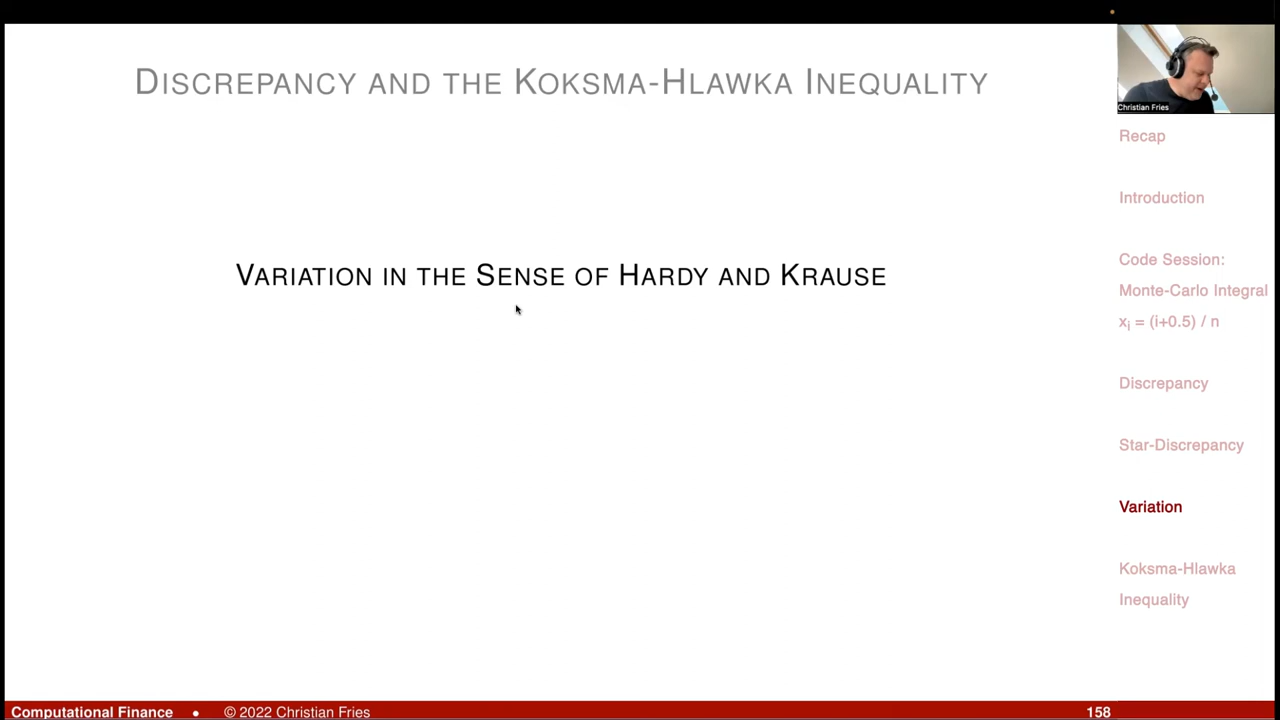 DISCREPANCY AND THE KOKSMA-HLAWKA INEQUALITY
Christian Fries
VARIATION IN THE SENSE OF HARDY AND KRAUSE
Recap
Introduction
Code Session:
Monte-Carlo Integral
xi = (i+0.5) / n
Discrepancy
Star-Discrepancy
Variation
Koksma-Hlawka
Inequality
Computational Finance • © 2022 Christian Fries 158